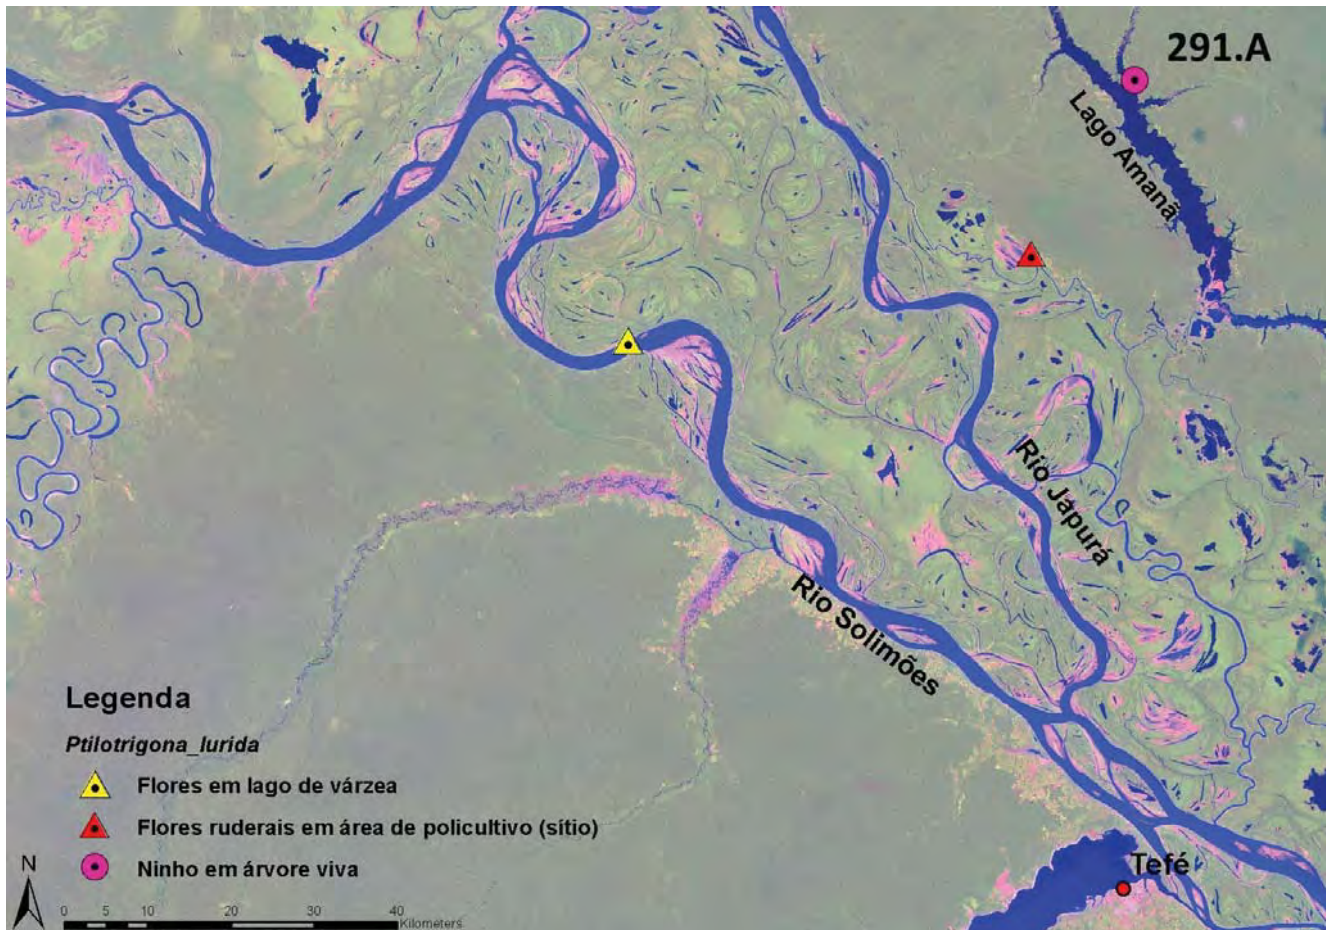 291.A
Lago Amanã
Rio Japurá
Rio Solimões
Legenda
Ptilotrigona_lurida
Flores em lago de várzea
Flores ruderais em área de policultivo (sítio)
Ninho em árvore viva
Tefé
N
0 5 10 20 30 40
Kilometers